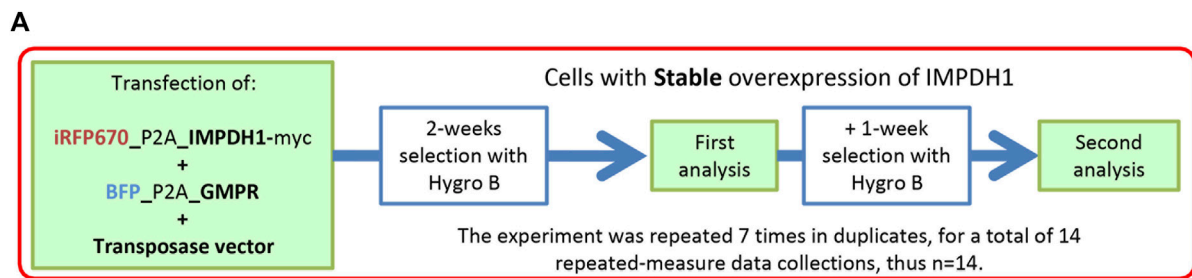 A
Transfection of:
iRFP670_P2A_IMPDH1-myc
+
BFP_P2A_GMPR
+
Transposase vector
Cells with Stable overexpression of IMPDH1
2-weeks
selection with
Hygro B
First
analysis
+ 1-week
selection with
Hygro B
Second
analysis
The experiment was repeated 7 times in duplicates, for a total of 14
repeated-measure data collections, thus n=14.